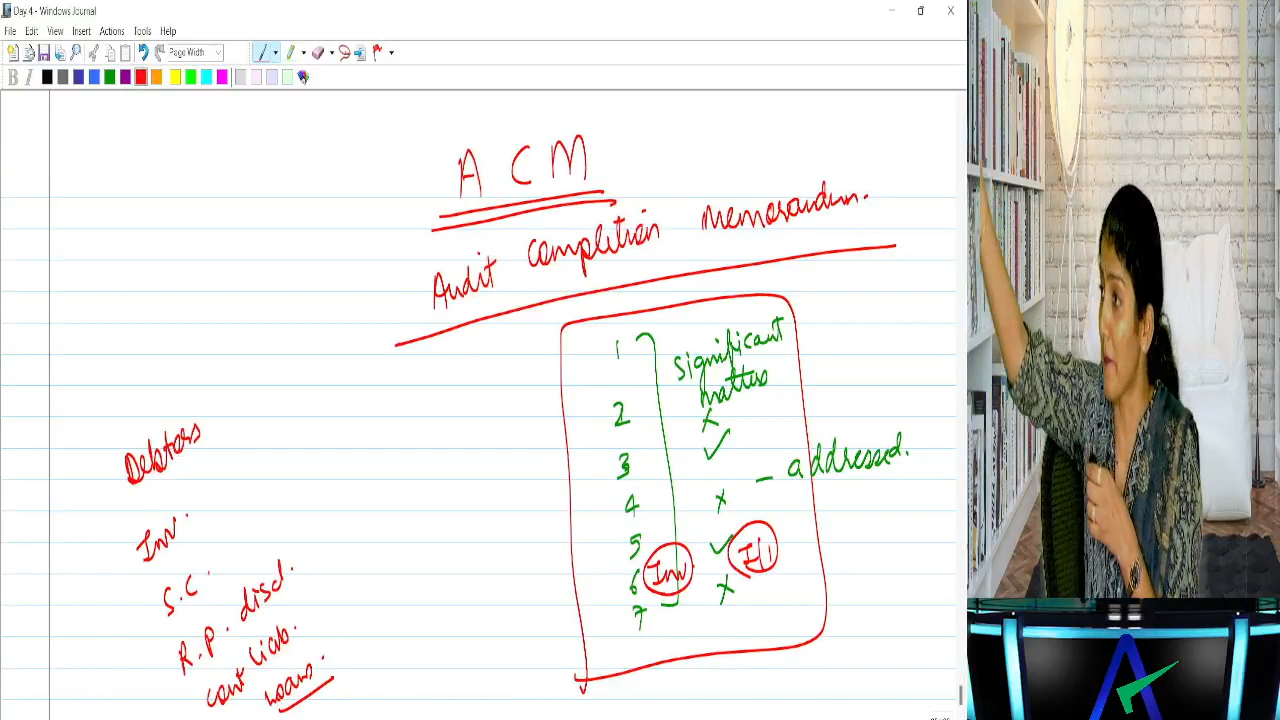 Day 4 - Windows Journal
File Edit View Insert Actions Tools Help
Page Width
B I
A C M
Audit Completion Memorandum.
1 Significant
matters
2 x
3 ✓
- addressed.
4 x
5 ✓
6 Inv x
7
Debtors
Inv.
S.C
R.P. discl.
cont liab.
Loans.